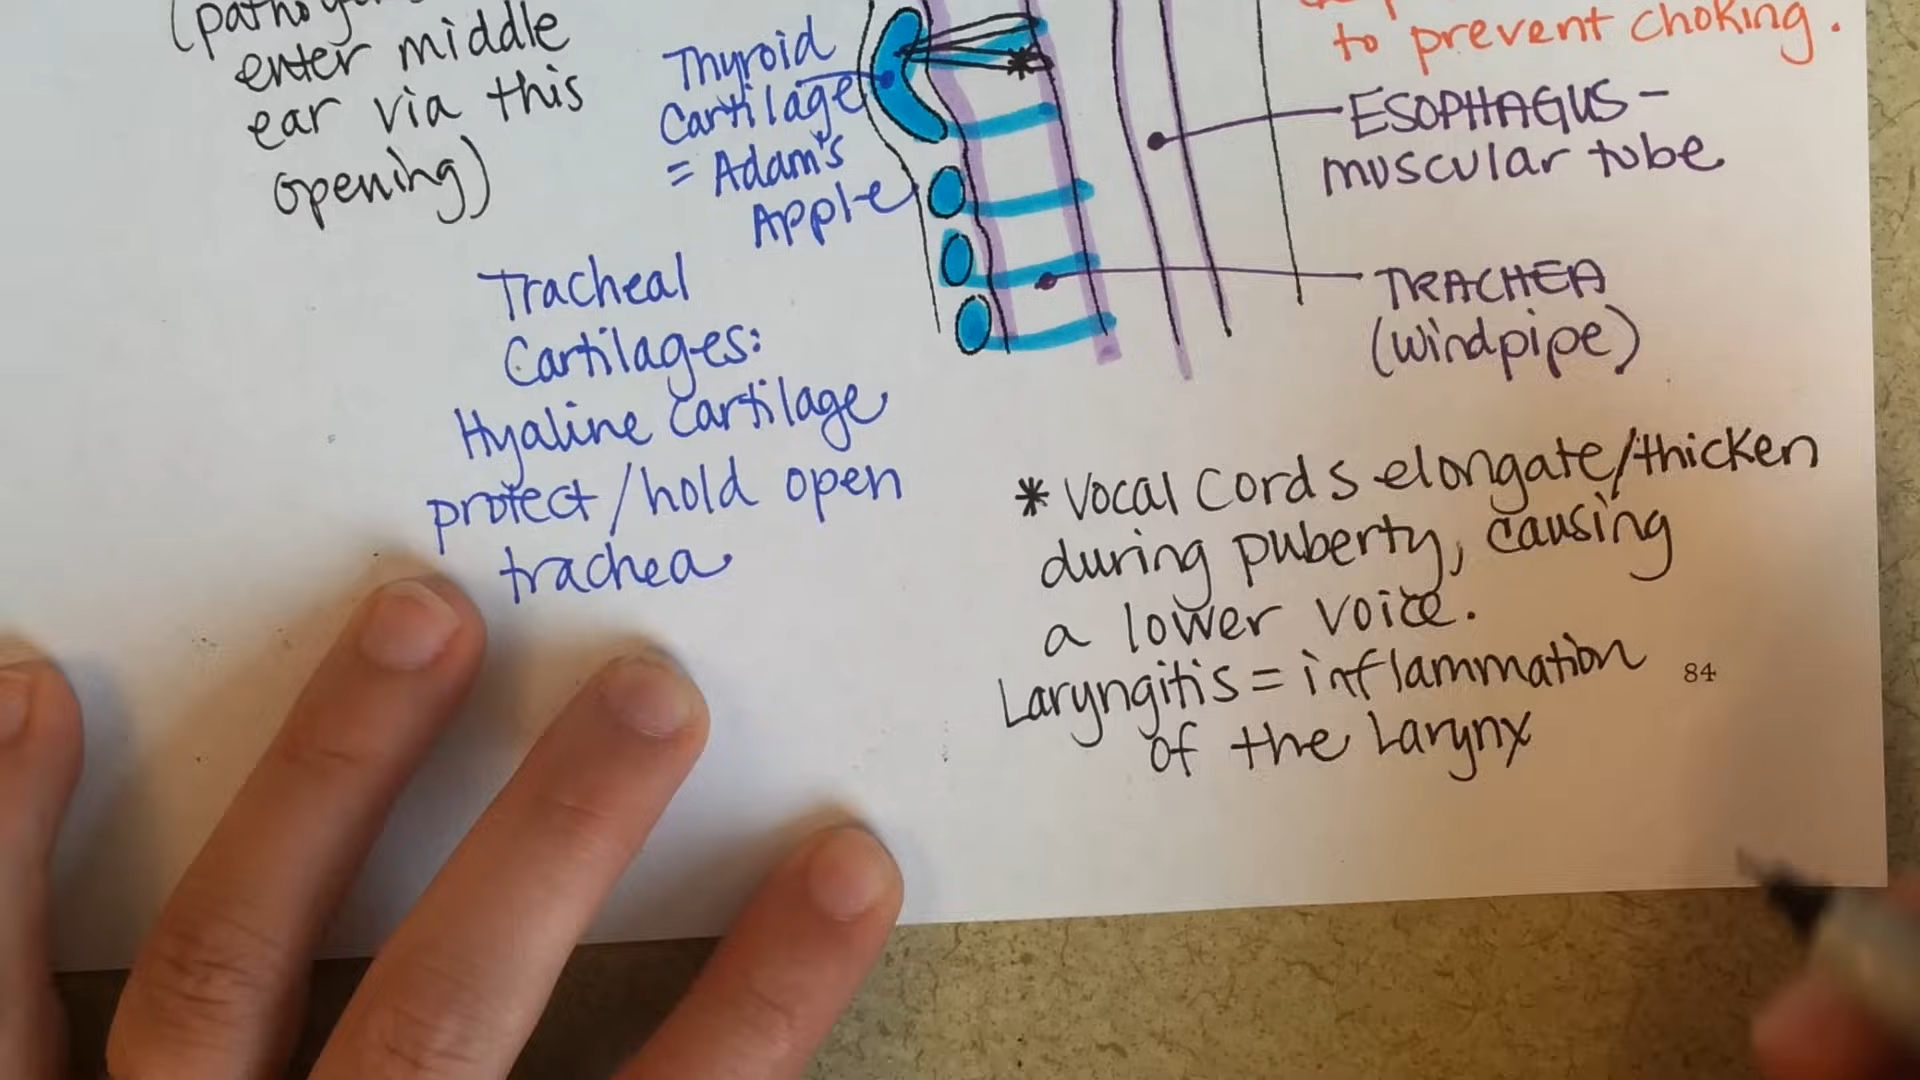 enter middle
ear via this
opening)
Thyroid
Cartilage
= Adam's
Apple
Tracheal
Cartilages:
Hyaline Cartilage
protect/hold open
trachea
to prevent choking.
ESOPHAGUS -
muscular tube
TRACHEA
(windpipe)
* Vocal Cords elongate/thicken
during puberty, causing
a lower voice.
Laryngitis = inflammation
of the Larynx
84